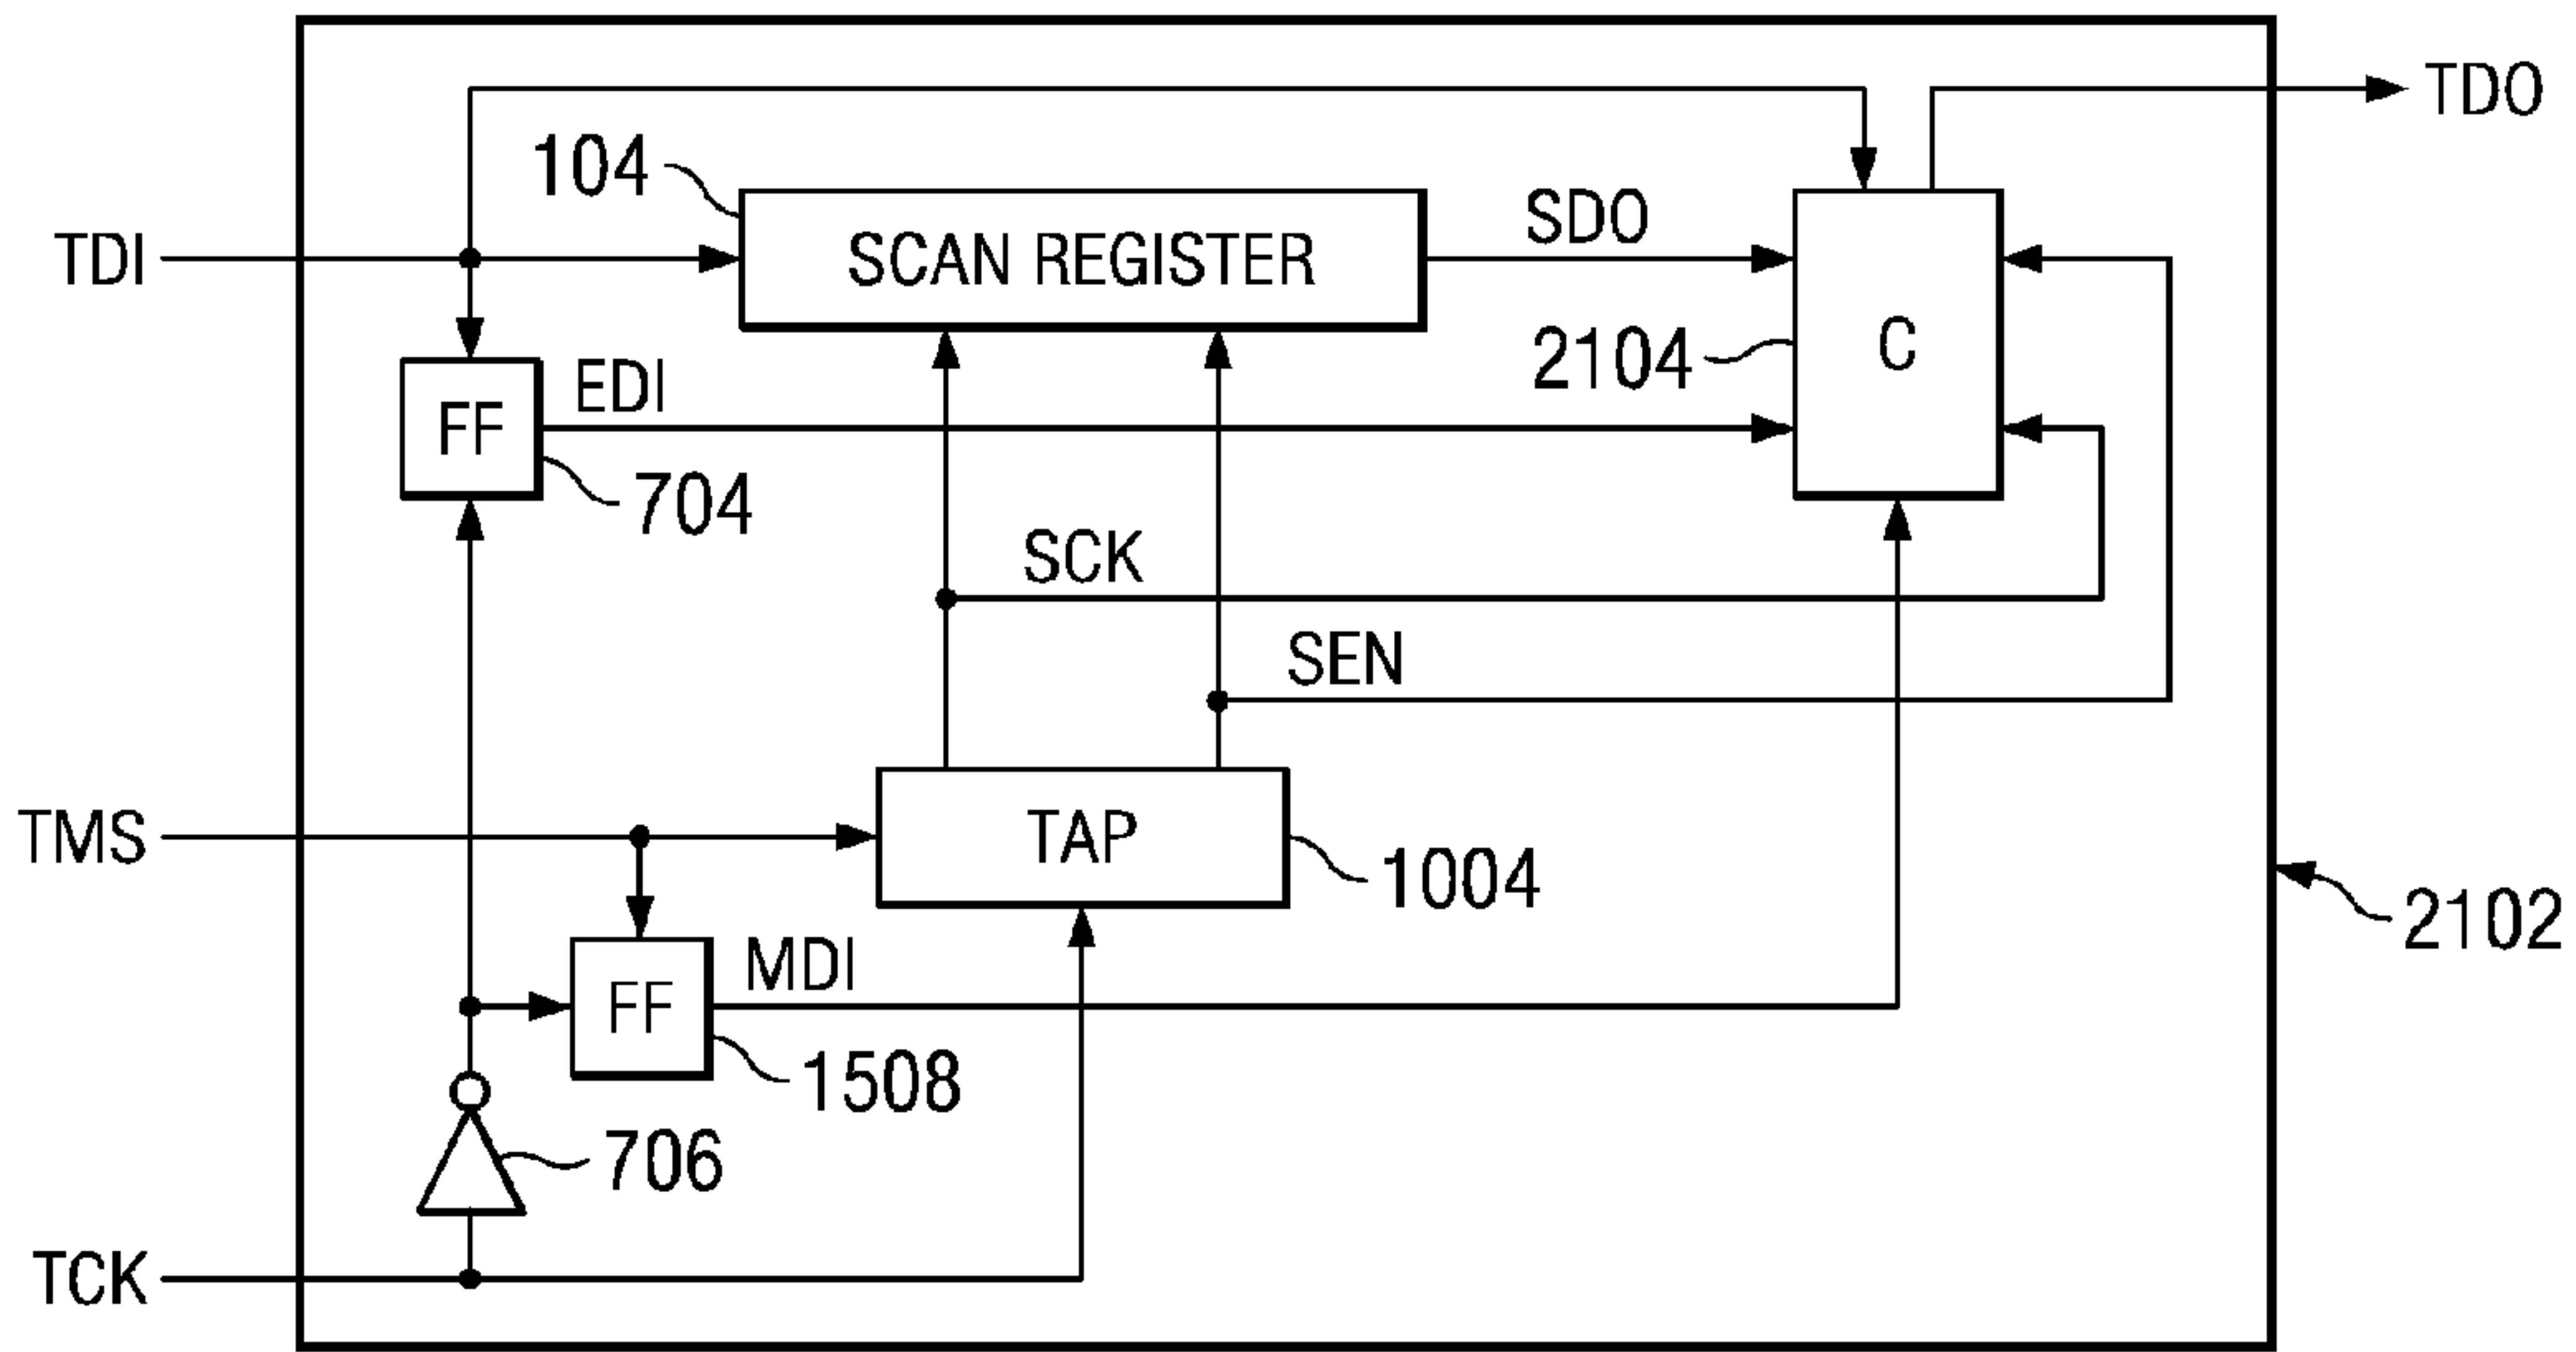 TDO
104
SDO
TDI
SCAN REGISTER
2104
C
EDI
FF
704
SCK
SEN
TMS
TAP
1004
2102
MDI
FF
1508
706
TCK